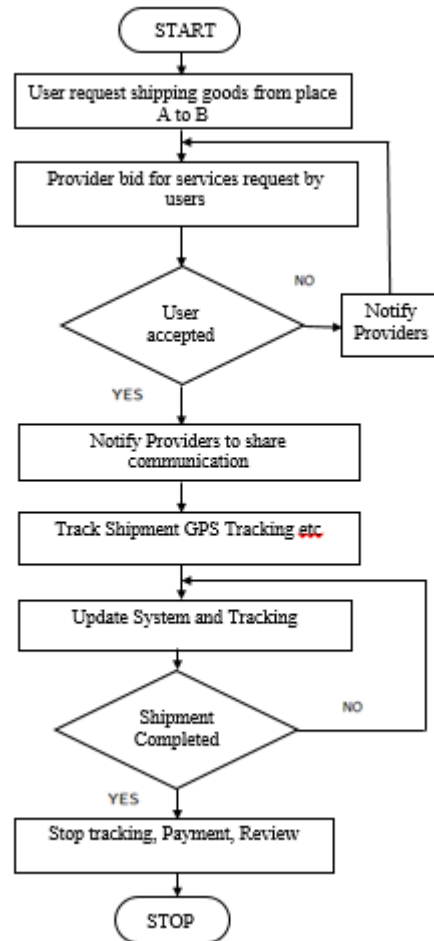 START
User request shipping goods from place
A to B
Provider bid for services request by
users
NO
User
accepted
Notify
Providers
YES
Notify Providers to share
communication
Track Shipment GPS Tracking etc
Update System and Tracking
NO
Shipment
Completed
YES
Stop tracking, Payment, Review
STOP